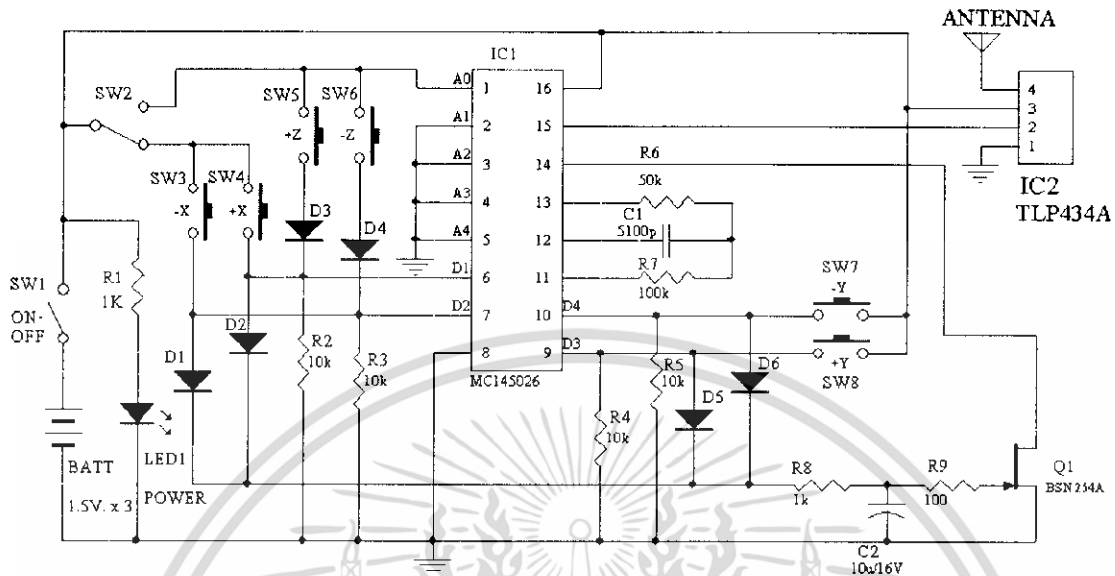 ANTENNA
IC1
SW2
SW5
+Z
SW6
-Z
A0
1
16
A1
2
15
A2
3
14
A3
4
13
A4
5
12
D1
6
11
D2
7
10
D4
8
9
D3
MC145026
4
3
2
1
IC2
TLP434A
SW3
-X
SW4
+X
D3
D4
R6
50k
C1
5100p
R7
100k
SW1
ON-
OFF
R1
1K
D1
D2
R2
10k
R3
10k
SW7
-Y
+Y
SW8
R5
10k
D6
R4
10k
D5
BATT
1.5V. x 3
LED1
POWER
R8
1k
R9
100
Q1
BSN254A
C2
10u/16V